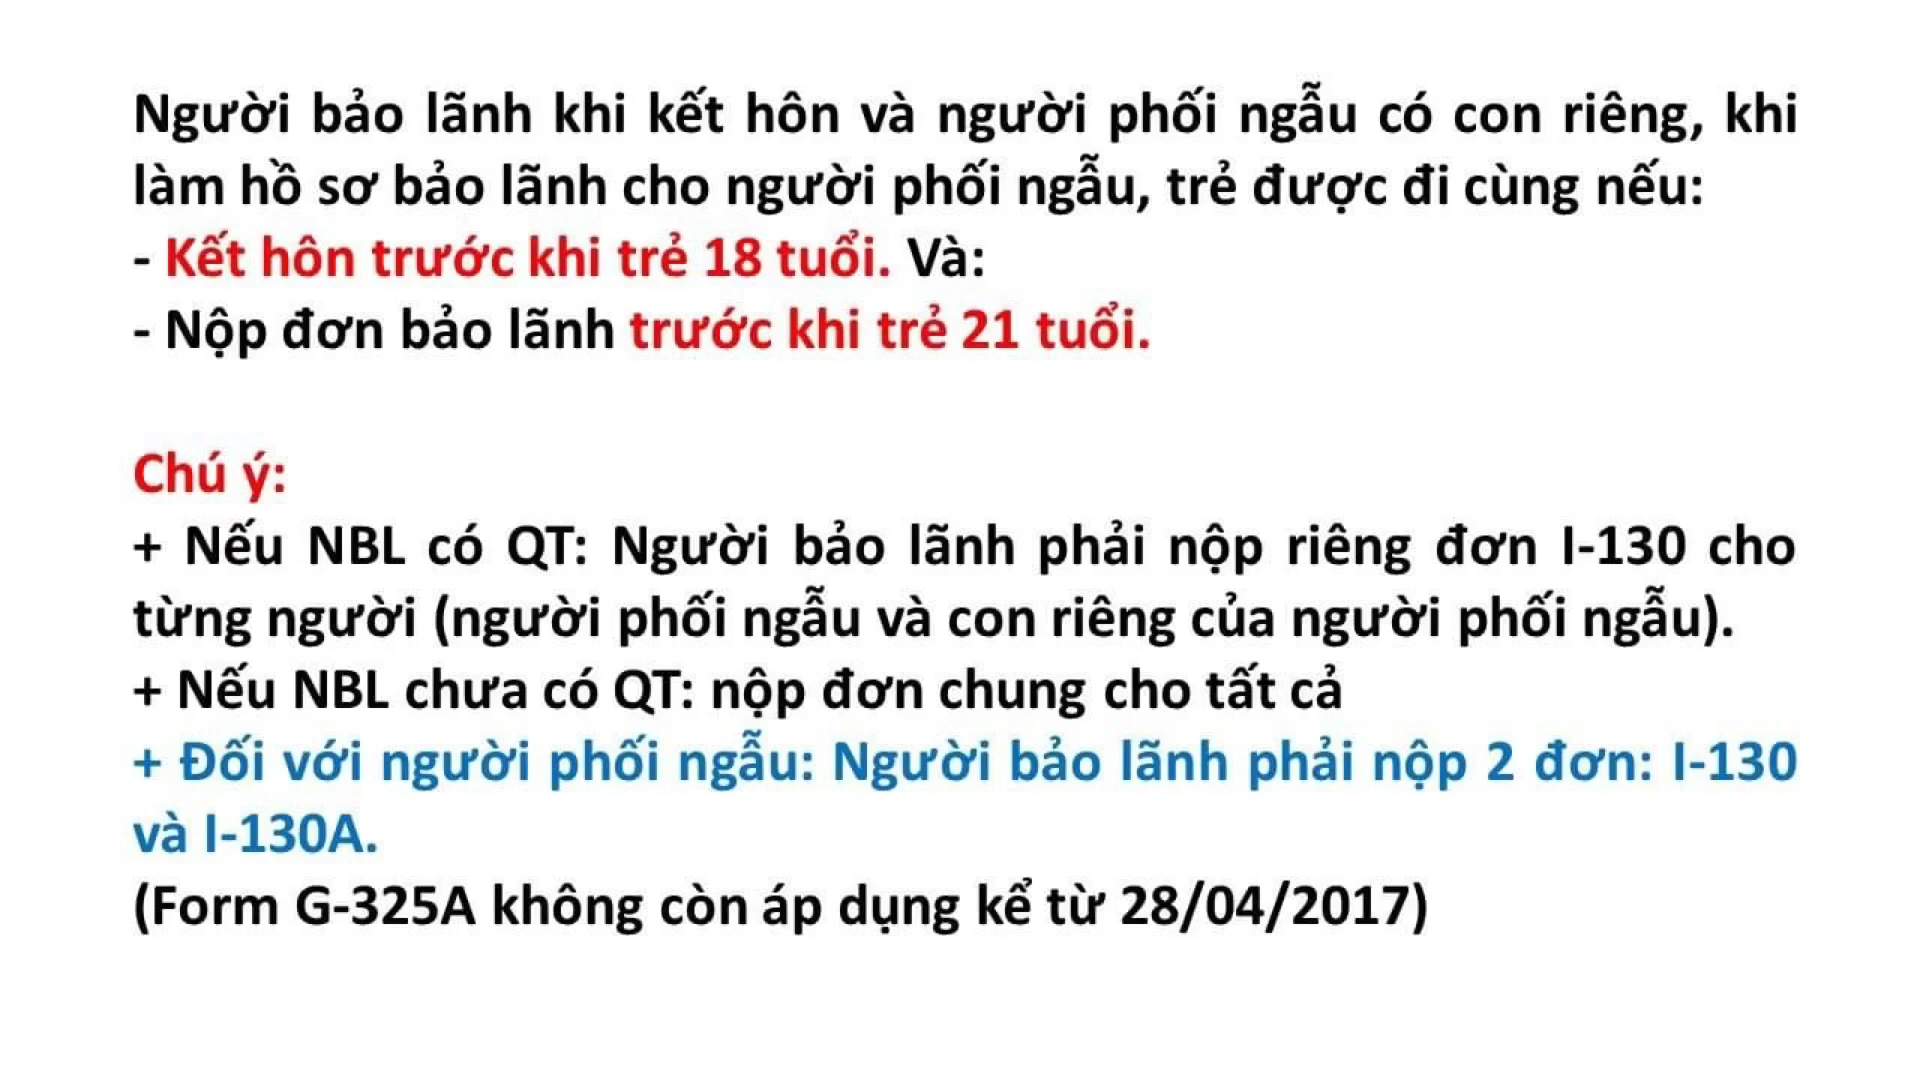 Người bảo lãnh khi kết hôn và người phối ngẫu có con riêng, khi
làm hồ sơ bảo lãnh cho người phối ngẫu, trẻ được đi cùng nếu:
- Kết hôn trước khi trẻ 18 tuổi. Và:
- Nộp đơn bảo lãnh trước khi trẻ 21 tuổi.
Chú ý:
+ Nếu NBL có QT: Người bảo lãnh phải nộp riêng đơn I-130 cho
từng người (người phối ngẫu và con riêng của người phối ngẫu).
+ Nếu NBL chưa có QT: nộp đơn chung cho tất cả
+ Đối với người phối ngẫu: Người bảo lãnh phải nộp 2 đơn: I-130
và I-130A.
(Form G-325A không còn áp dụng kể từ 28/04/2017)